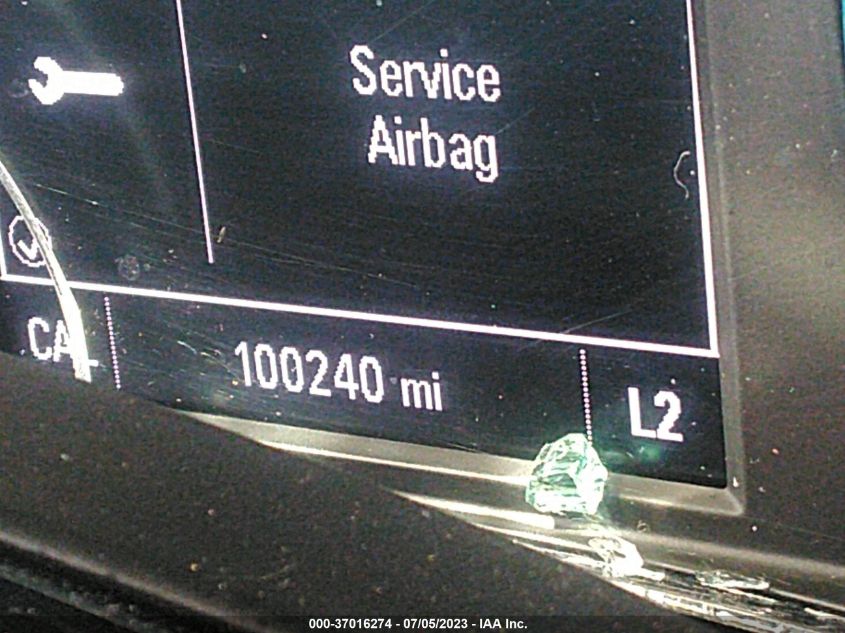 Service
Airbag
100240 mi
L2
000-37016274 - 07/05/2023 - IAA Inc.